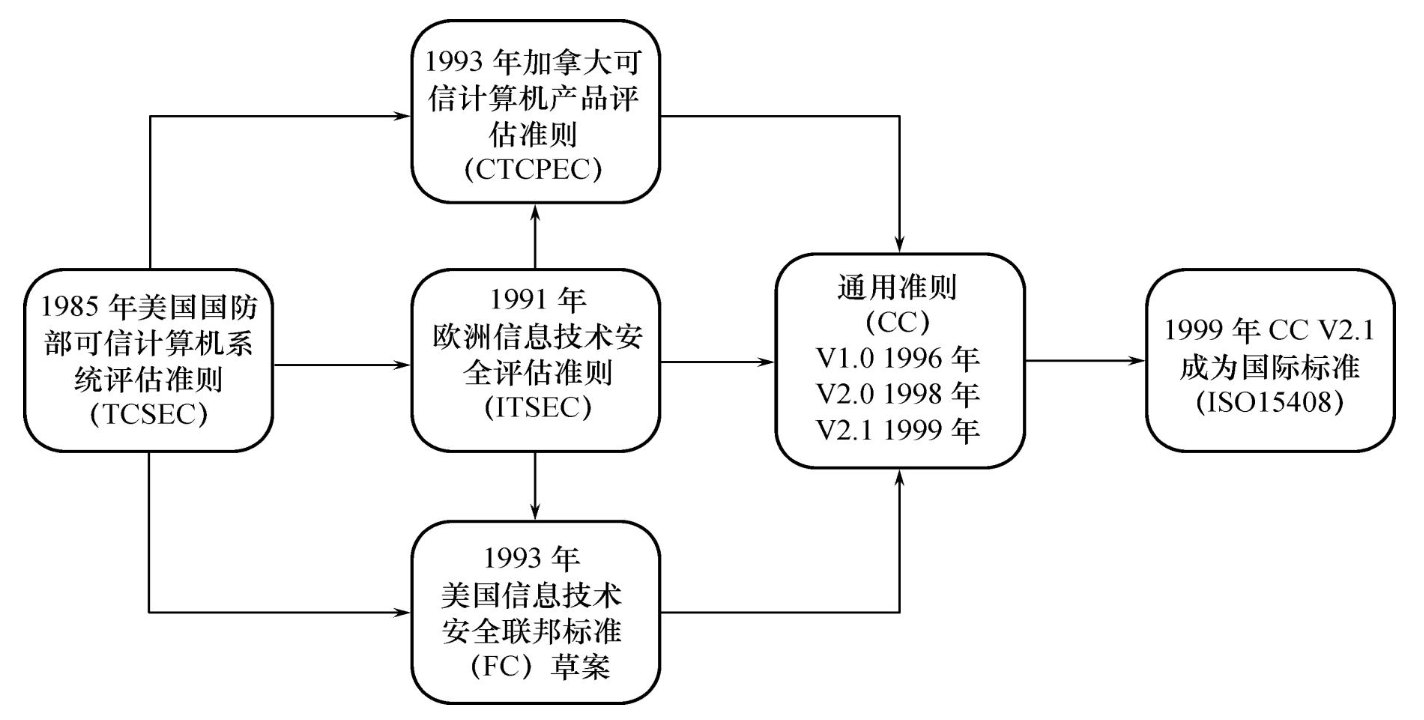 1993 年加拿大可
信计算机产品评
估准则
（CTCPEC）
1985 年美国国防
部可信计算机系
统评估准则
（TCSEC）
1991 年
欧洲信息技术安
全评估准则
（ITSEC）
通用准则
（CC）
V1.0 1996 年
V2.0 1998 年
V2.1 1999 年
1999 年 CC V2.1
成为国际标准
（ISO15408）
1993 年
美国信息技术
安全联邦标准
（FC）草案